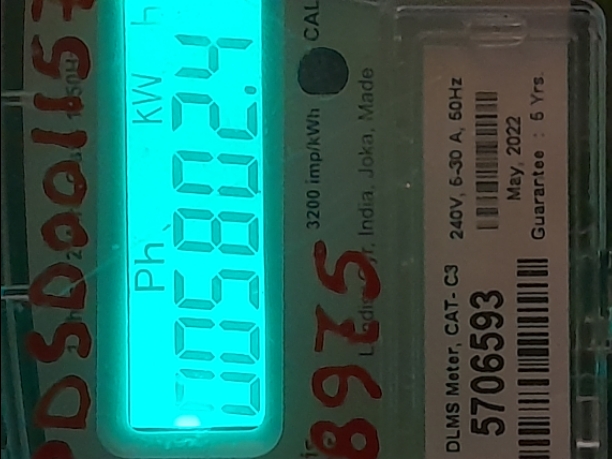 PDSD001157
Ph kW h
005802.4
3200 imp/kWh CAL
India, Joka, Made
DLMS Meter, CAT- C3 240V, 5-30 A, 50Hz
5706593
May, 2022
Guarantee : 5 Yrs.